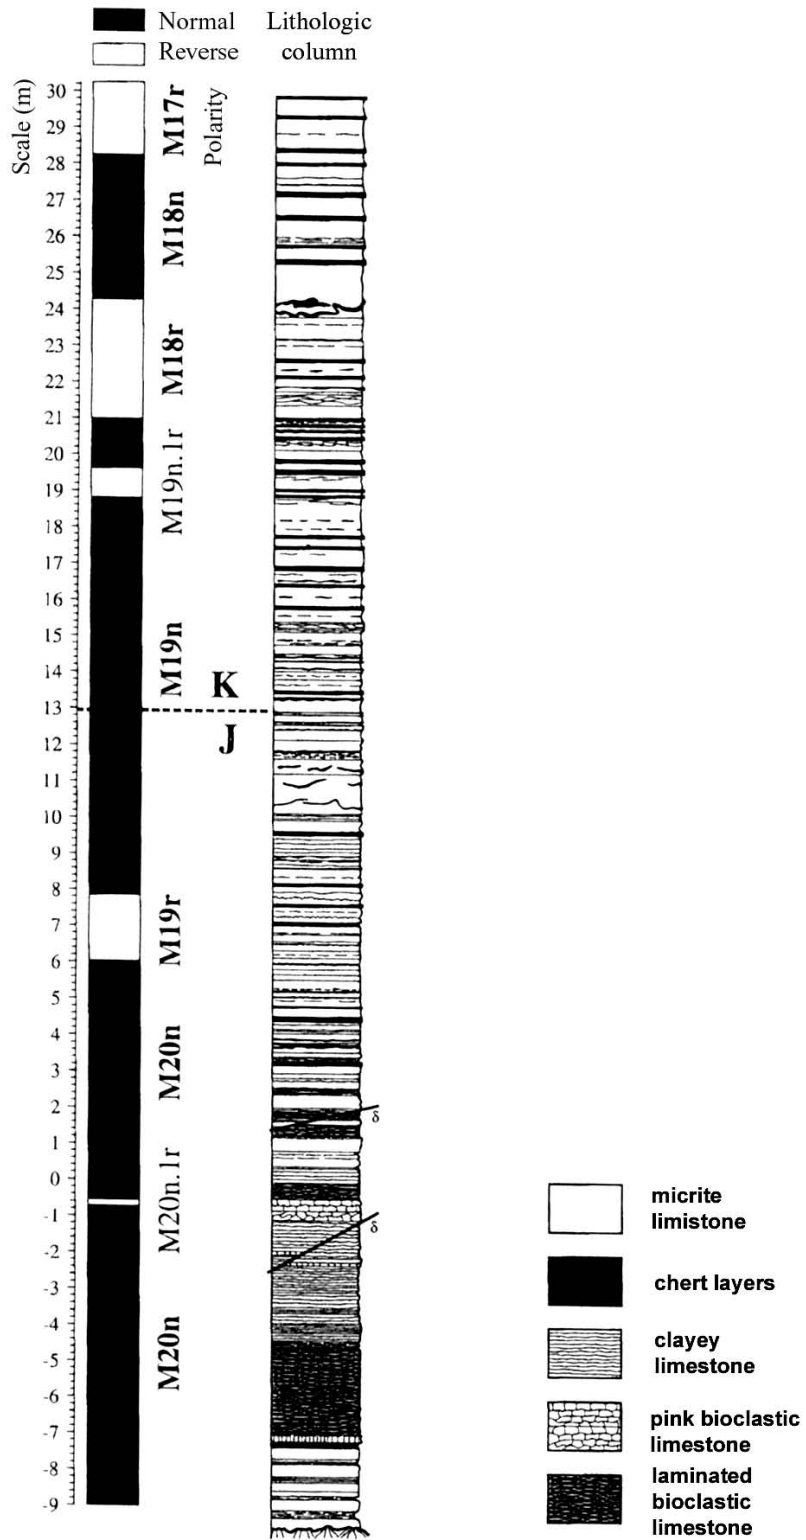 Normal
Reverse
Lithologic
column
Scale (m)
Polarity
30
29
28
27
26
25
24
23
22
21
20
19
18
17
16
15
14
13
12
11
10
9
8
7
6
5
4
3
2
1
0
-1
-2
-3
-4
-5
-6
-7
-8
-9
M17r
M18n
M18r
M19n.1r
M19n
K
J
M19r
M20n
M20n.1r
M20n
δ
δ
micrite
limistone
chert layers
clayey
limestone
pink bioclastic
limestone
laminated
bioclastic
limestone